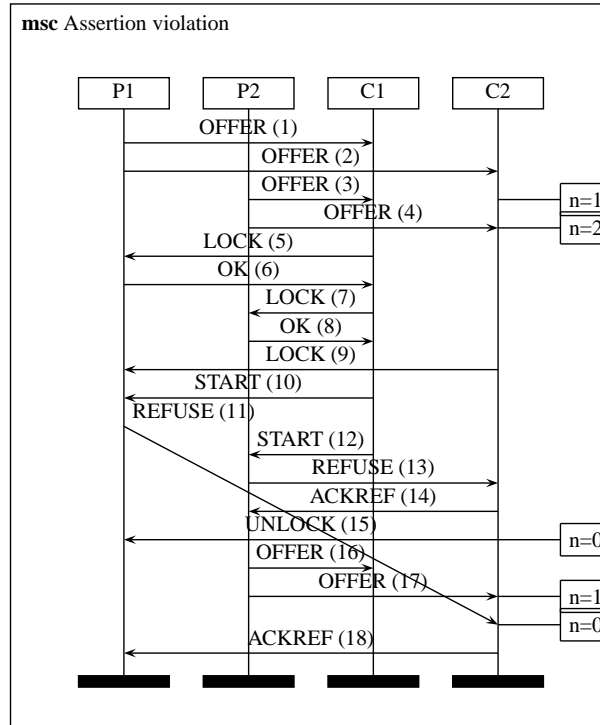 msc Assertion violation
P1 P2 C1 C2
OFFER (1)
OFFER (2)
OFFER (3)
n=1
OFFER (4)
n=2
LOCK (5)
OK (6)
LOCK (7)
OK (8)
LOCK (9)
START (10)
REFUSE (11)
START (12)
REFUSE (13)
ACKREF (14)
UNLOCK (15)
n=0
OFFER (16)
OFFER (17)
n=1
n=0
ACKREF (18)